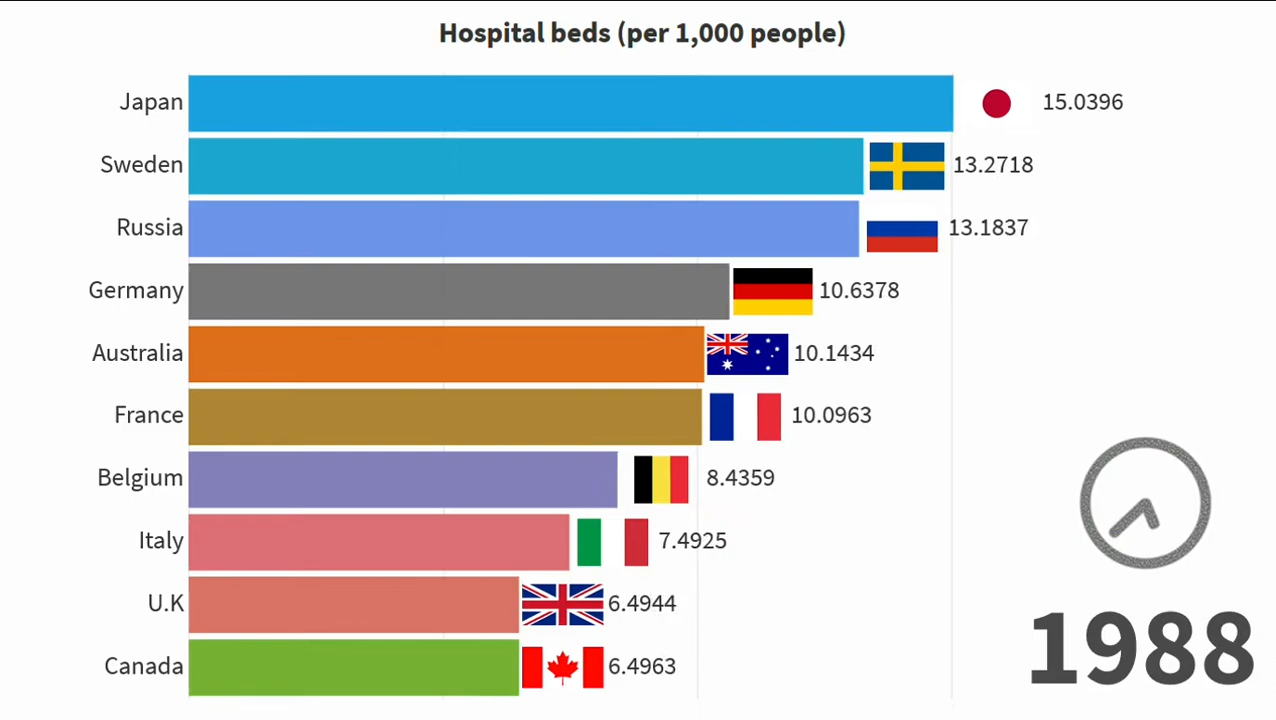 Hospital beds (per 1,000 people)
Japan 15.0396
Sweden 13.2718
Russia 13.1837
Germany 10.6378
Australia 10.1434
France 10.0963
Belgium 8.4359
Italy 7.4925
U.K 6.4944
Canada 6.4963
1988